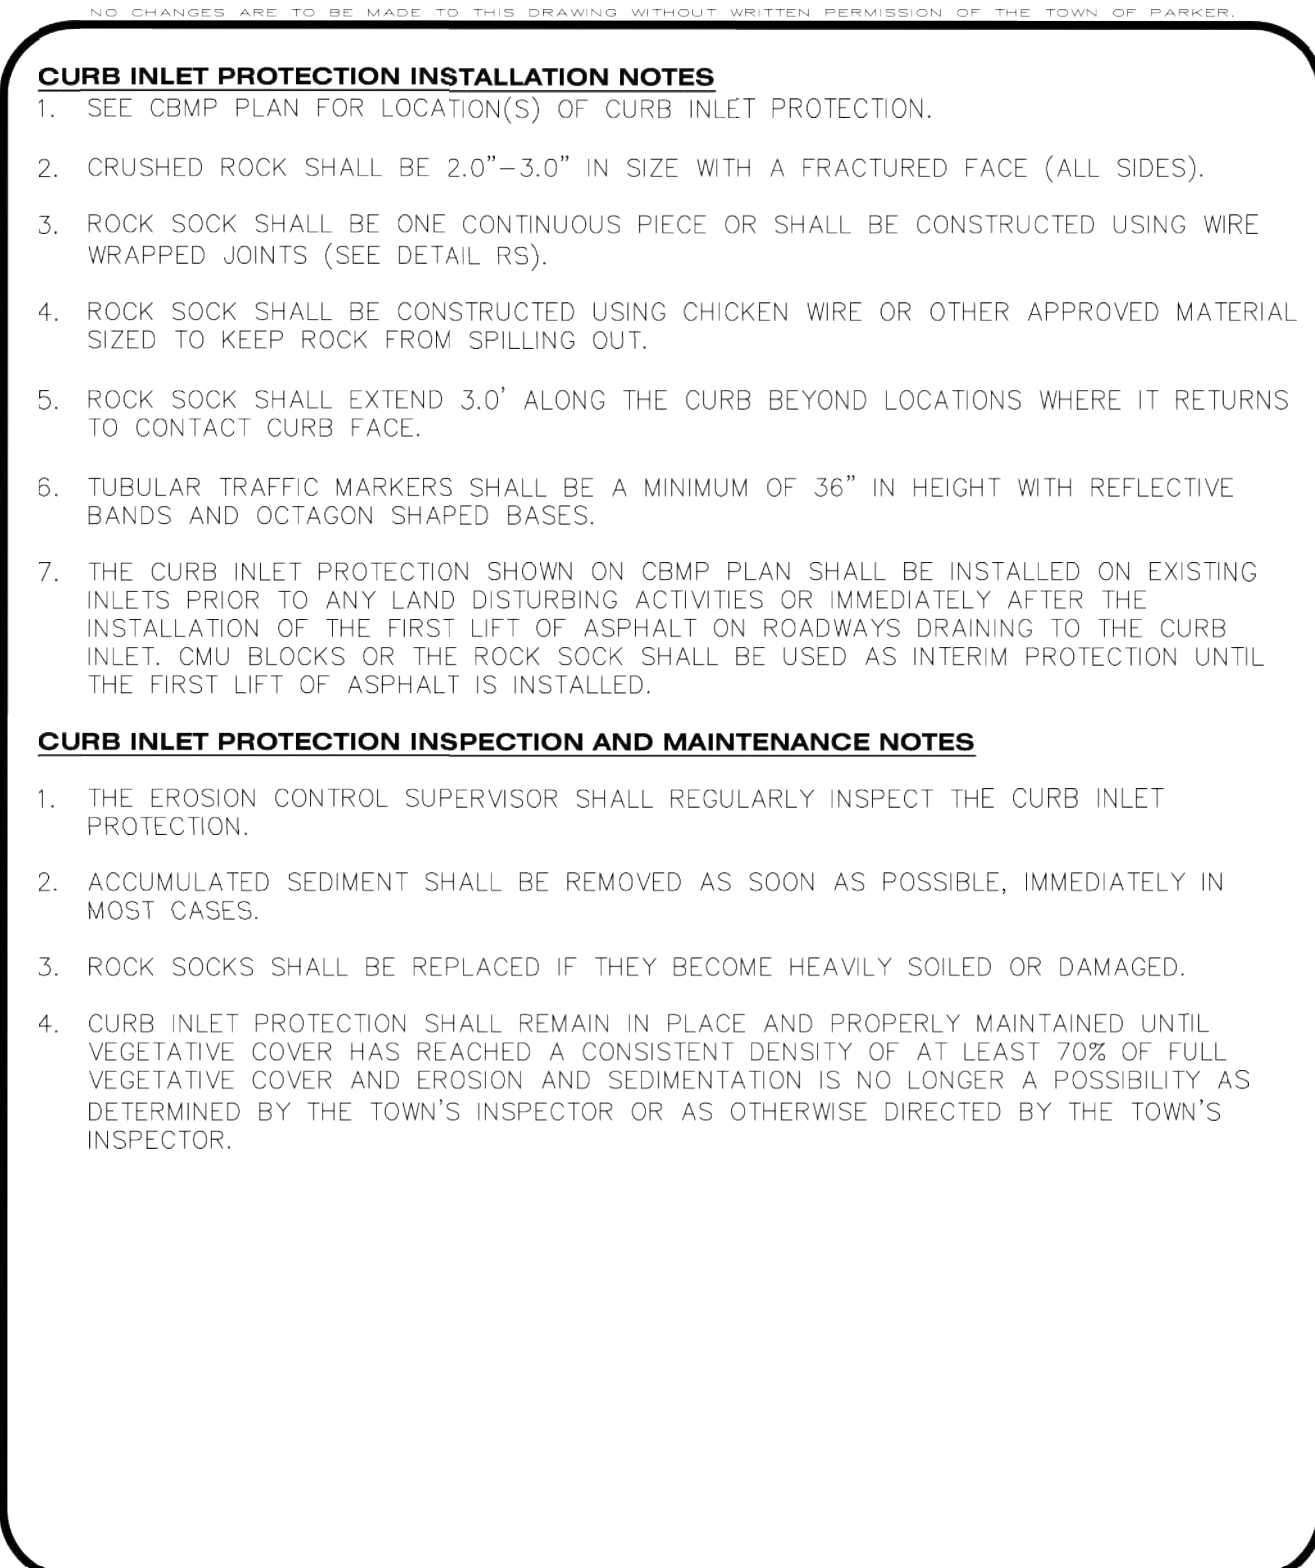 NO CHANGES ARE TO BE MADE TO THIS DRAWING WITHOUT WRITTEN PERMISSION OF THE TOWN OF PARKER.
CURB INLET PROTECTION INSTALLATION NOTES
1. SEE CBMP PLAN FOR LOCATION(S) OF CURB INLET PROTECTION.
2. CRUSHED ROCK SHALL BE 2.0"–3.0" IN SIZE WITH A FRACTURED FACE (ALL SIDES).
3. ROCK SOCK SHALL BE ONE CONTINUOUS PIECE OR SHALL BE CONSTRUCTED USING WIRE
WRAPPED JOINTS (SEE DETAIL RS).
4. ROCK SOCK SHALL BE CONSTRUCTED USING CHICKEN WIRE OR OTHER APPROVED MATERIAL
SIZED TO KEEP ROCK FROM SPILLING OUT.
5. ROCK SOCK SHALL EXTEND 3.0' ALONG THE CURB BEYOND LOCATIONS WHERE IT RETURNS
TO CONTACT CURB FACE.
6. TUBULAR TRAFFIC MARKERS SHALL BE A MINIMUM OF 36" IN HEIGHT WITH REFLECTIVE
BANDS AND OCTAGON SHAPED BASES.
7. THE CURB INLET PROTECTION SHOWN ON CBMP PLAN SHALL BE INSTALLED ON EXISTING
INLETS PRIOR TO ANY LAND DISTURBING ACTIVITIES OR IMMEDIATELY AFTER THE
INSTALLATION OF THE FIRST LIFT OF ASPHALT ON ROADWAYS DRAINING TO THE CURB
INLET. CMU BLOCKS OR THE ROCK SOCK SHALL BE USED AS INTERIM PROTECTION UNTIL
THE FIRST LIFT OF ASPHALT IS INSTALLED.
CURB INLET PROTECTION INSPECTION AND MAINTENANCE NOTES
1. THE EROSION CONTROL SUPERVISOR SHALL REGULARLY INSPECT THE CURB INLET
PROTECTION.
2. ACCUMULATED SEDIMENT SHALL BE REMOVED AS SOON AS POSSIBLE, IMMEDIATELY IN
MOST CASES.
3. ROCK SOCKS SHALL BE REPLACED IF THEY BECOME HEAVILY SOILED OR DAMAGED.
4. CURB INLET PROTECTION SHALL REMAIN IN PLACE AND PROPERLY MAINTAINED UNTIL
VEGETATIVE COVER HAS REACHED A CONSISTENT DENSITY OF AT LEAST 70% OF FULL
VEGETATIVE COVER AND EROSION AND SEDIMENTATION IS NO LONGER A POSSIBILITY AS
DETERMINED BY THE TOWN'S INSPECTOR OR AS OTHERWISE DIRECTED BY THE TOWN'S
INSPECTOR.